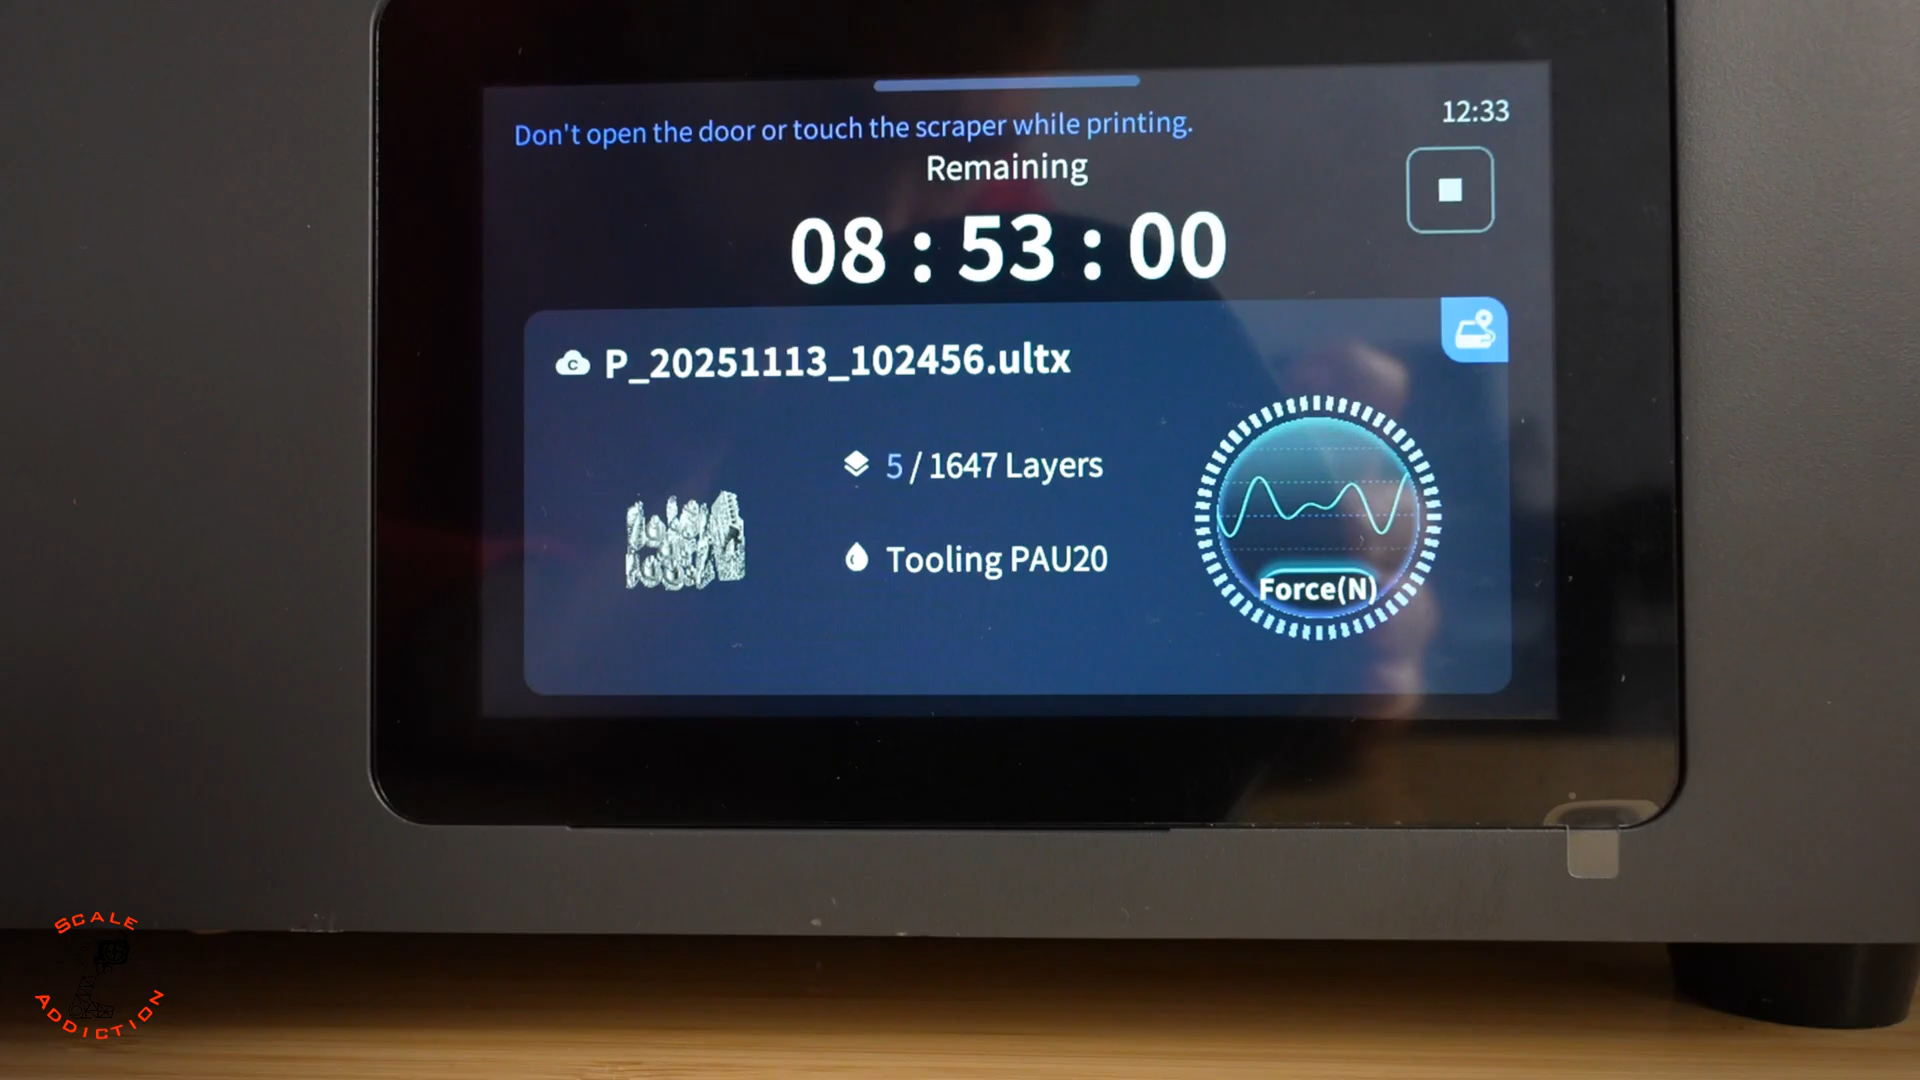 12:33
Don't open the door or touch the scraper while printing.
Remaining
08 : 53 : 00
C
P_20251113_102456.ultx
5 / 1647 Layers
Tooling PAU20
Force(N)
SCALE
ADDICTION